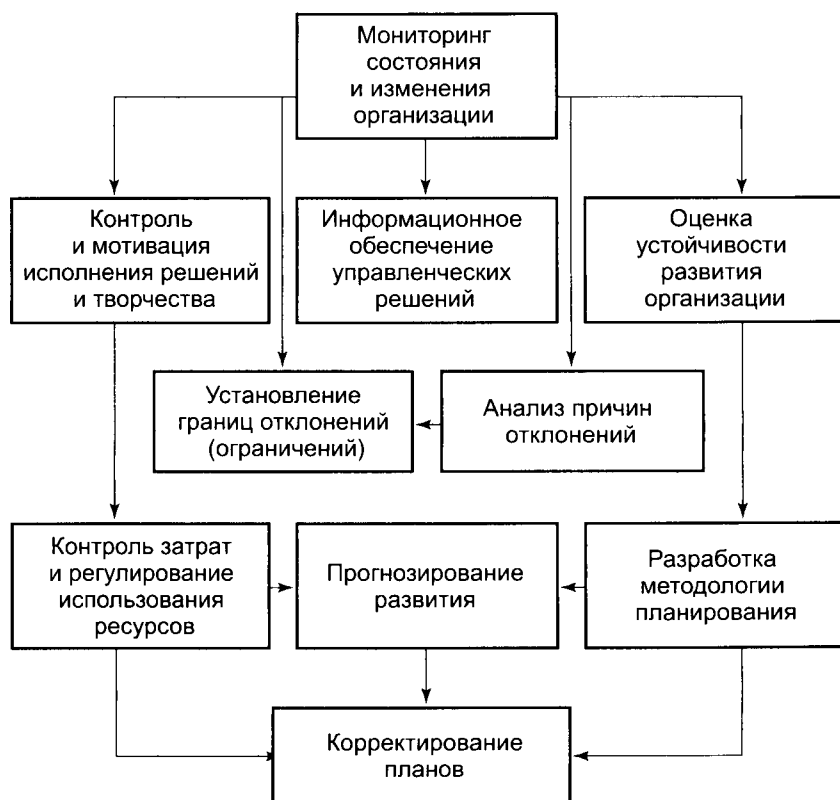 Мониторинг
состояния
и изменения
организации
Контроль
и мотивация
исполнения решений
и творчества
Информационное
обеспечение
управленческих
решений
Оценка
устойчивости
развития
организации
Установление
границ отклонений
(ограничений)
Анализ причин
отклонений
Контроль затрат
и регулирование
использования
ресурсов
Прогнозирование
развития
Разработка
методологии
планирования
Корректирование
планов